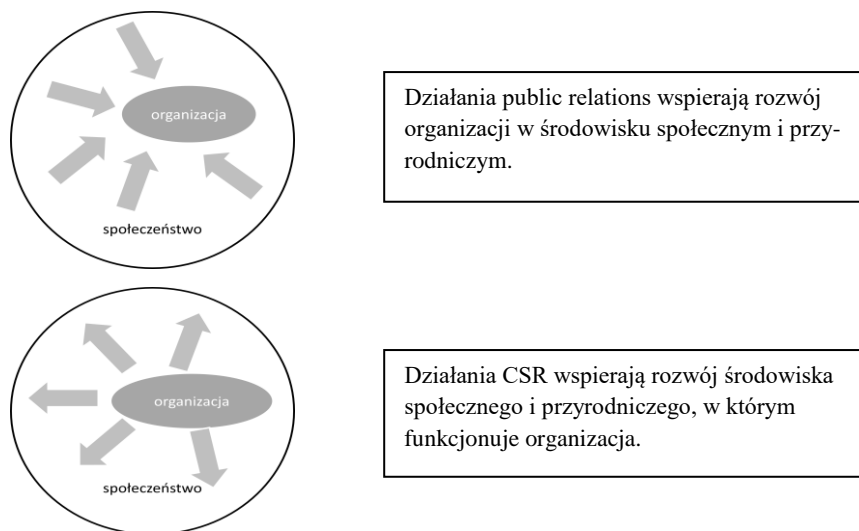 organizacja
społeczeństwo
Działania public relations wspierają rozwój
organizacji w środowisku społecznym i przy-
rodniczym.
organizacja
społeczeństwo
Działania CSR wspierają rozwój środowiska
społecznego i przyrodniczego, w którym
funkcjonuje organizacja.